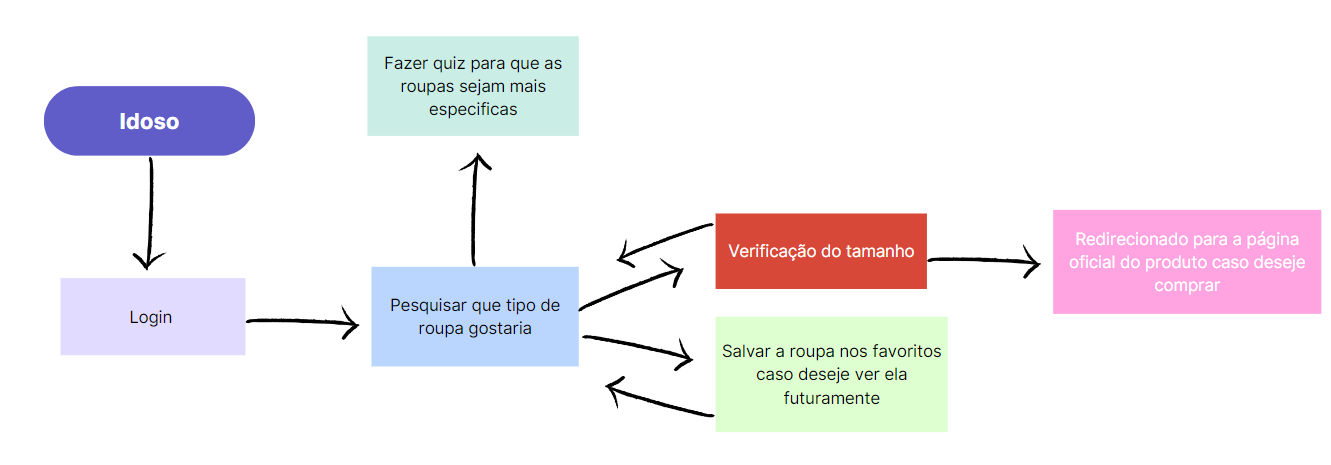 Idoso
Login
Fazer quiz para que as
roupas sejam mais
especificas
Pesquisar que tipo de
roupa gostaria
Verificação do tamanho
Salvar a roupa nos favoritos
caso deseje ver ela
futuramente
Redirecionado para a página
oficial do produto caso deseje
comprar